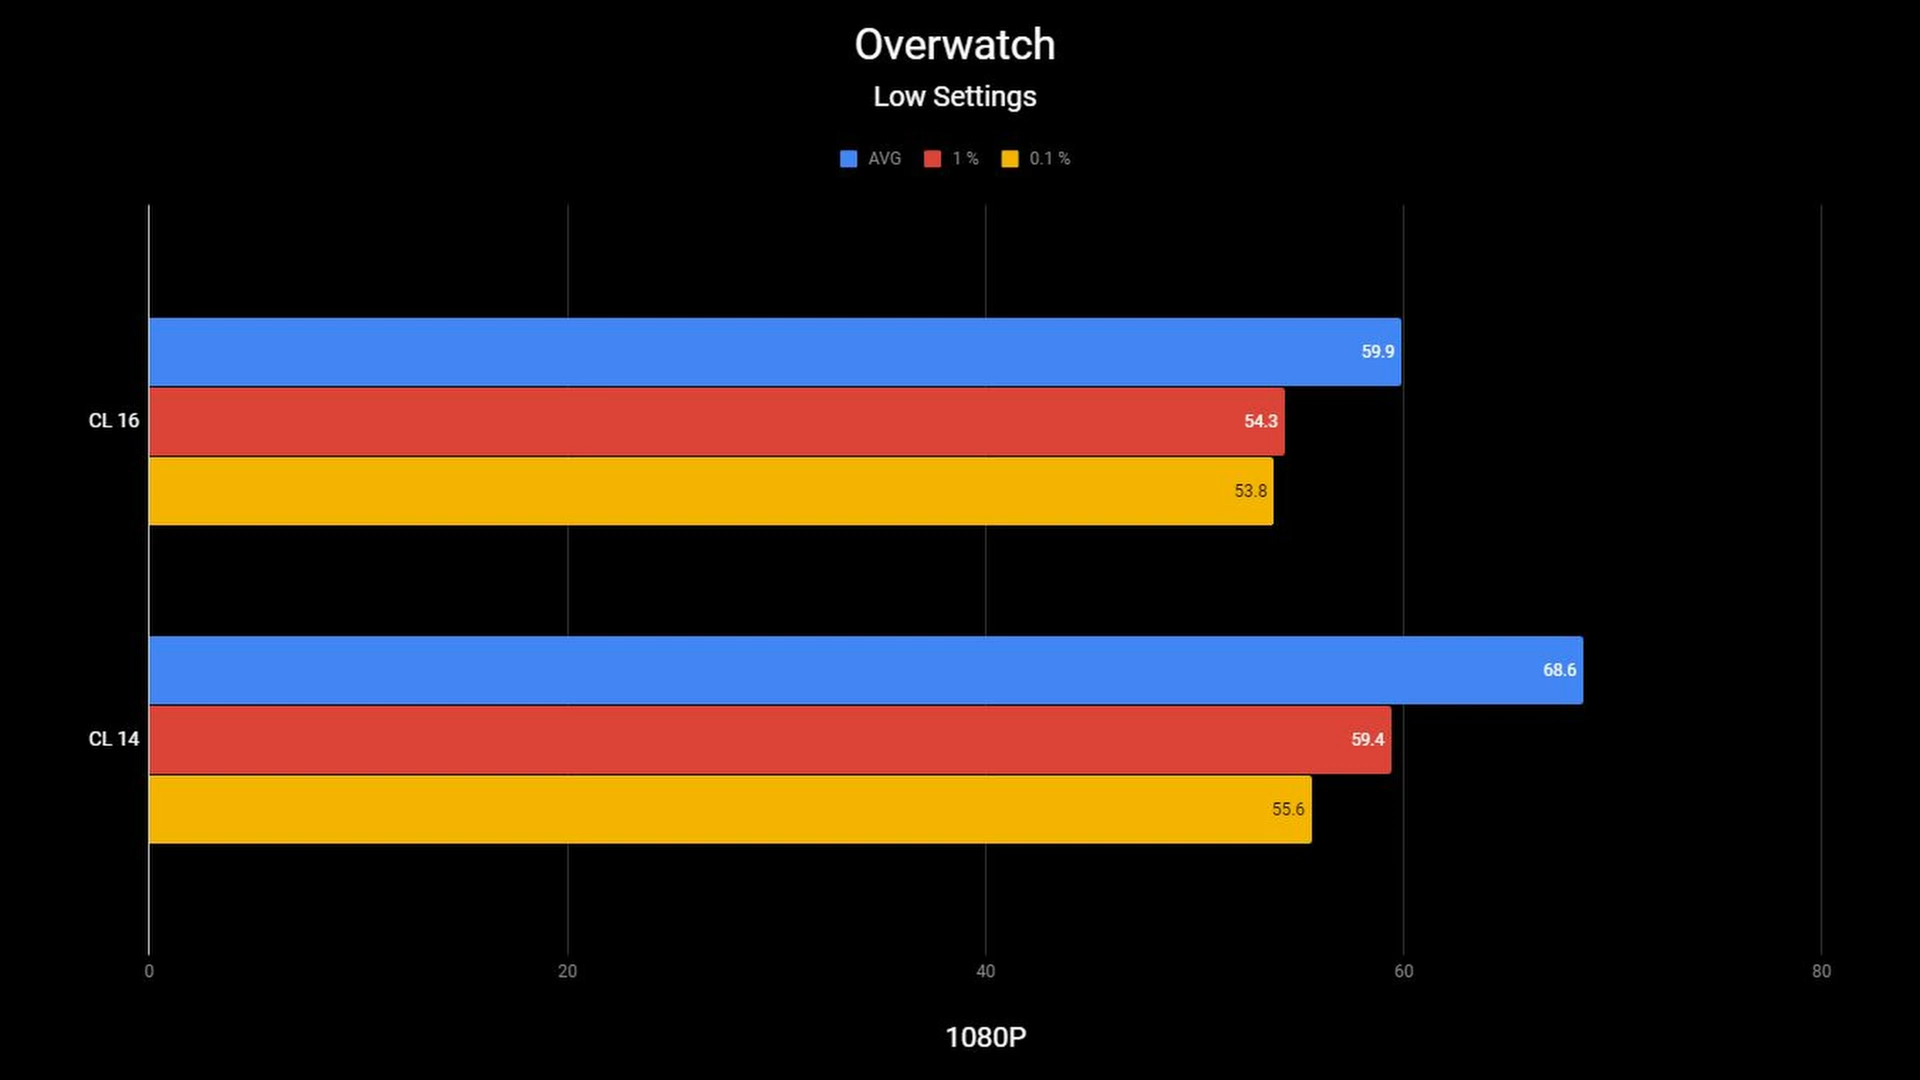 Overwatch
Low Settings
AVG 1 % 0.1 %
59.9
CL 16 54.3
53.8
68.6
CL 14 59.4
55.6
0 20 40 60 80
1080P